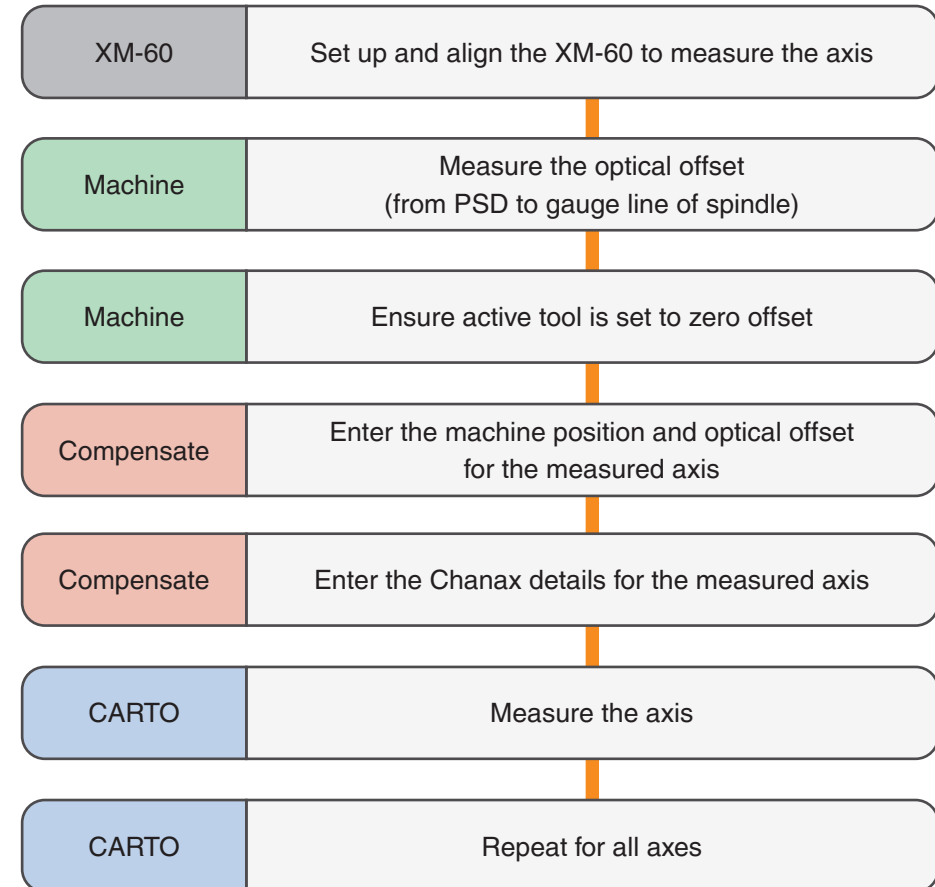 XM-60
Set up and align the XM-60 to measure the axis
Machine
Measure the optical offset
(from PSD to gauge line of spindle)
Machine
Ensure active tool is set to zero offset
Compensate
Enter the machine position and optical offset
for the measured axis
Compensate
Enter the Chanax details for the measured axis
CARTO
Measure the axis
CARTO
Repeat for all axes